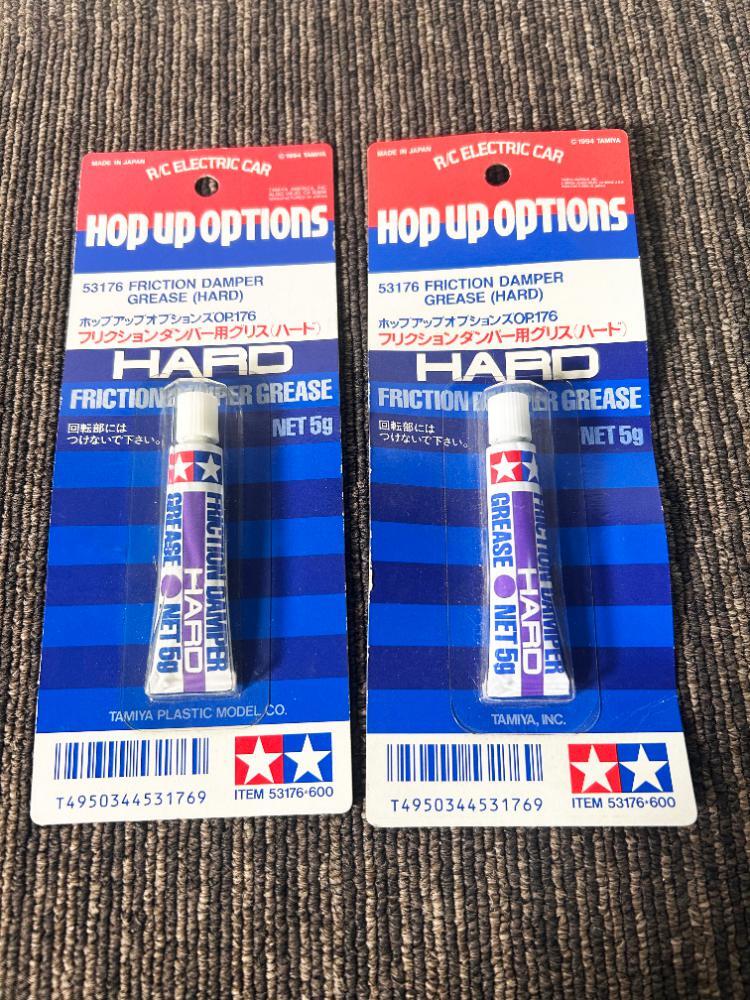 MADE IN JAPAN
© 1994 TAMIYA
R/C ELECTRIC CAR
TAMIYA AMERICA, INC.
HOP UP OPTIONS
53176 FRICTION DAMPER
GREASE (HARD)
ホップアップオプションズOP.176
フリクションダンパー用グリス(ハード)
HARD
FRICTION DAMPER GREASE
回転部には
つけないで下さい。
NET 5g
FRICTION DAMPER
HARD
GREASE NET 5g
TAMIYA PLASTIC MODEL CO.
T4950344531769
ITEM 53176・600
MADE IN JAPAN
© 1994 TAMIYA
R/C ELECTRIC CAR
HOP UP OPTIONS
53176 FRICTION DAMPER
GREASE (HARD)
ホップアップオプションズOP.176
フリクションダンパー用グリス(ハード)
HARD
FRICTION DAMPER GREASE
回転部には
つけないで下さい。
NET 5g
FRICTION DAMPER
HARD
GREASE NET 5g
TAMIYA, INC.
T4950344531769
ITEM 53176・600